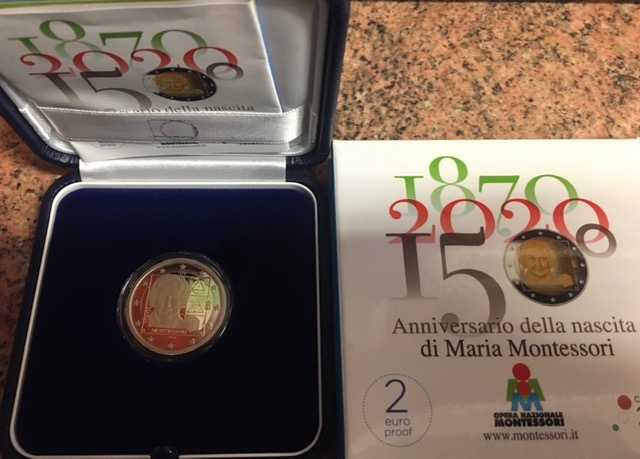 1870
2020
150
ersario della nascita
MONTESSORI
1870
2020
150
Anniversario della nascita
di Maria Montessori
2
euro
proof
OPERA NAZIONALE
MONTESSORI
www.montessori.it